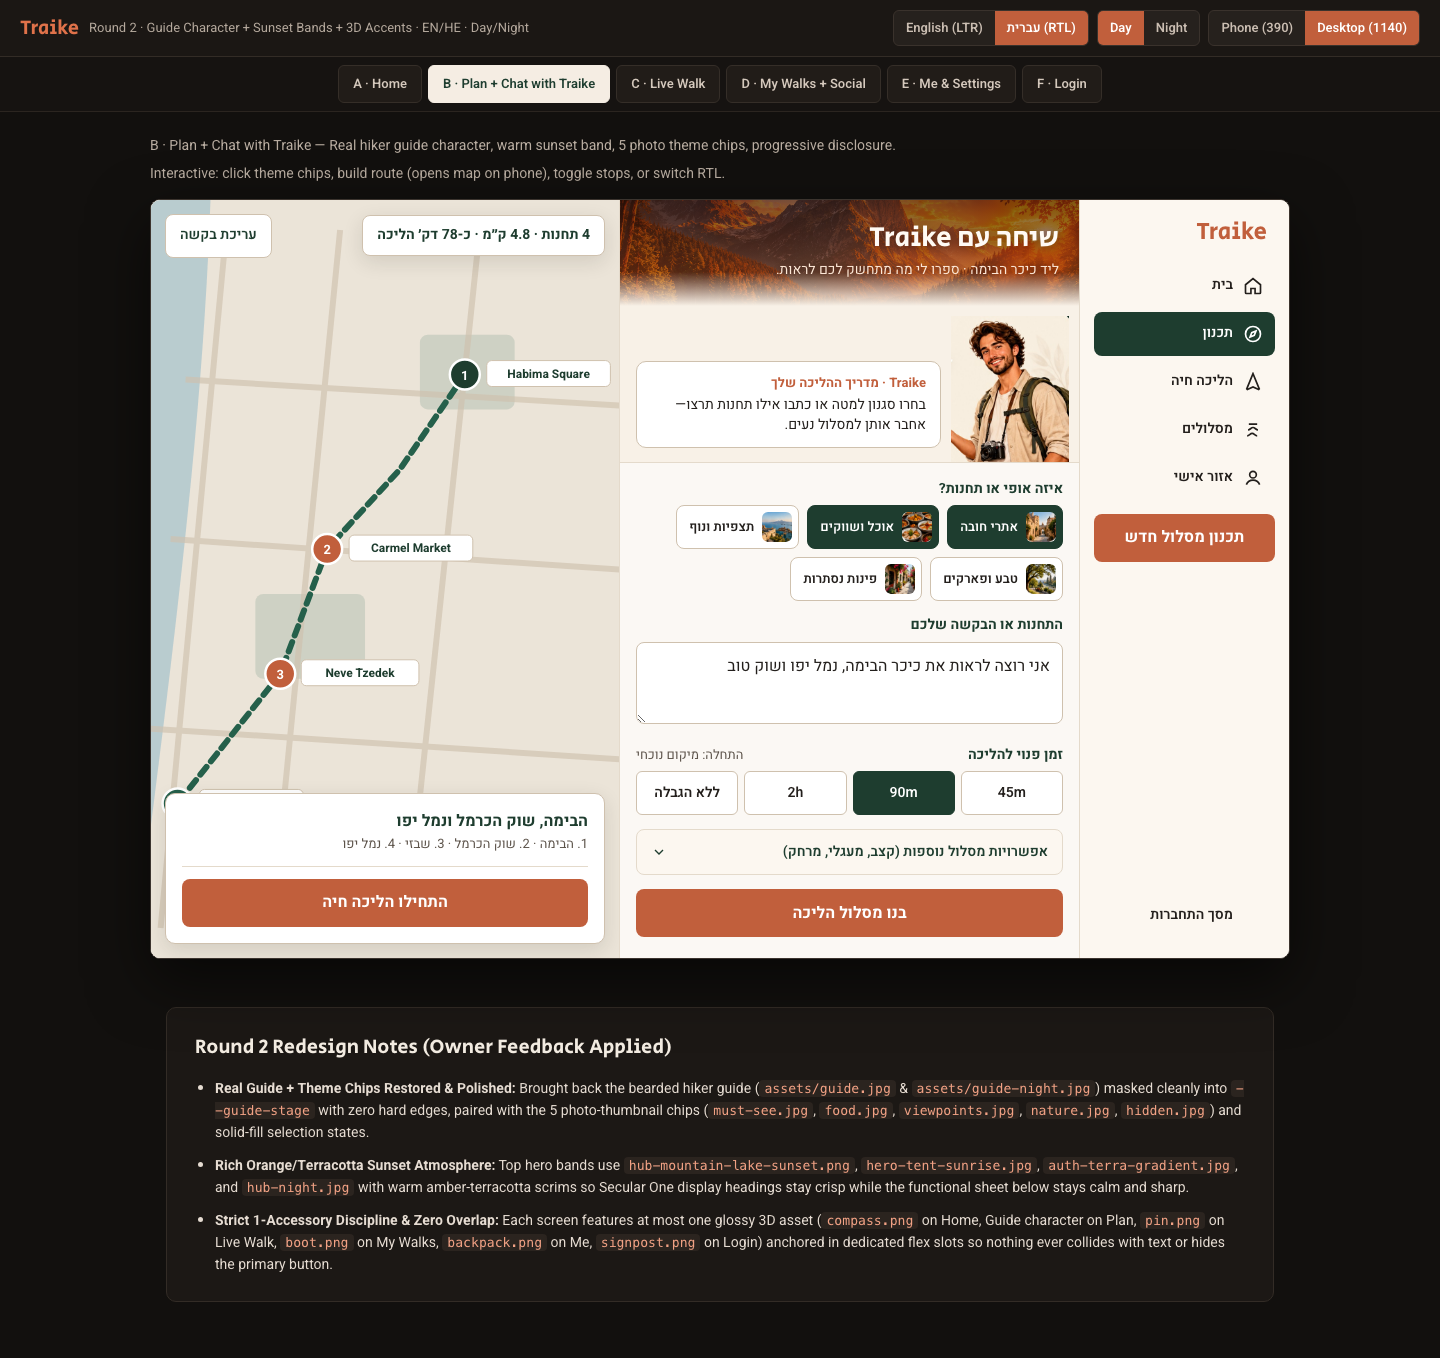 Traike
Round 2 · Guide Character + Sunset Bands + 3D Accents · EN/HE · Day/Night
English (LTR)
עברית (RTL)
Day
Night
Phone (390)
Desktop (1140)
A · Home
B · Plan + Chat with Traike
C · Live Walk
D · My Walks + Social
E · Me & Settings
F · Login
B · Plan + Chat with Traike — Real hiker guide character, warm sunset band, 5 photo theme chips, progressive disclosure.
Interactive: click theme chips, build route (opens map on phone), toggle stops, or switch RTL.
Traike
בית
תכנון
הליכה חיה
מסלולים
אזור אישי
תכנון מסלול חדש
מסך התחברות
שיחה עם Traike
ליד כיכר הבימה · ספרו לי מה מתחשק לכם לראות.
Traike · מדריך ההליכה שלך
בחרו סגנון למטה או כתבו אילו תחנות תרצו—
אחבר אותן למסלול נעים.
איזה אופי או תחנות?
אתרי חובה
אוכל ושווקים
תצפיות ונוף
טבע ופארקים
פינות נסתרות
התחנות או הבקשה שלכם
אני רוצה לראות את כיכר הבימה, נמל יפו ושוק טוב
זמן פנוי להליכה
התחלה: מיקום נוכחי
45m
90m
2h
ללא הגבלה
אפשרויות מסלול נוספות (קצב, מעגלי, מרחק)
בנו מסלול הליכה
4 תחנות · 4.8 ק״מ · כ-78 דק׳ הליכה
עריכת בקשה
1
Habima Square
2
Carmel Market
3
Neve Tzedek
הבימה, שוק הכרמל ונמל יפו
1. הבימה · 2. שוק הכרמל · 3. שבזי · 4. נמל יפו
התחילו הליכה חיה
Round 2 Redesign Notes (Owner Feedback Applied)
• Real Guide + Theme Chips Restored & Polished: Brought back the bearded hiker guide ( assets/guide.jpg & assets/guide-night.jpg ) masked cleanly into -
-guide-stage with zero hard edges, paired with the 5 photo-thumbnail chips ( must-see.jpg , food.jpg , viewpoints.jpg , nature.jpg , hidden.jpg ) and
solid-fill selection states.
• Rich Orange/Terracotta Sunset Atmosphere: Top hero bands use hub-mountain-lake-sunset.png , hero-tent-sunrise.jpg , auth-terra-gradient.jpg ,
and hub-night.jpg with warm amber-terracotta scrims so Secular One display headings stay crisp while the functional sheet below stays calm and sharp.
• Strict 1-Accessory Discipline & Zero Overlap: Each screen features at most one glossy 3D asset ( compass.png on Home, Guide character on Plan, pin.png on
Live Walk, boot.png on My Walks, backpack.png on Me, signpost.png on Login) anchored in dedicated flex slots so nothing ever collides with text or hides
the primary button.